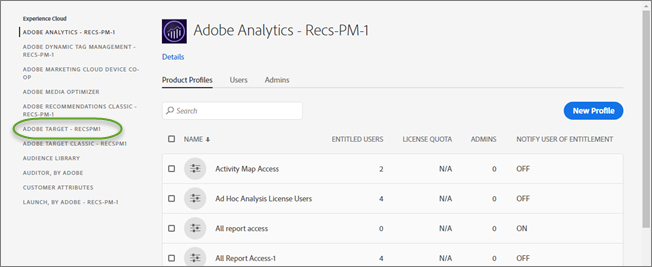 Experience Cloud
ADOBE ANALYTICS - RECS-PM-1
ADOBE DYNAMIC TAG MANAGEMENT - RECS-PM-1
ADOBE MARKETING CLOUD DEVICE CO-OP
ADOBE MEDIA OPTIMIZER
ADOBE RECOMMENDATIONS CLASSIC - RECS-PM-1
ADOBE TARGET - RECSPM1
ADOBE TARGET CLASSIC - RECSPM1
AUDIENCE LIBRARY
AUDITOR, BY ADOBE
CUSTOMER ATTRIBUTES
LAUNCH, BY ADOBE - RECS-PM-1
Adobe Analytics - Recs-PM-1
Details
Product Profiles Users Admins
Search
New Profile
NAME ENTITLED USERS LICENSE QUOTA ADMINS NOTIFY USER OF ENTITLEMENT
Activity Map Access 2 N/A 0 OFF
Ad Hoc Analysis License Users 4 N/A 0 OFF
All report access 0 N/A 0 ON
All Report Access-1 4 N/A 0 OFF